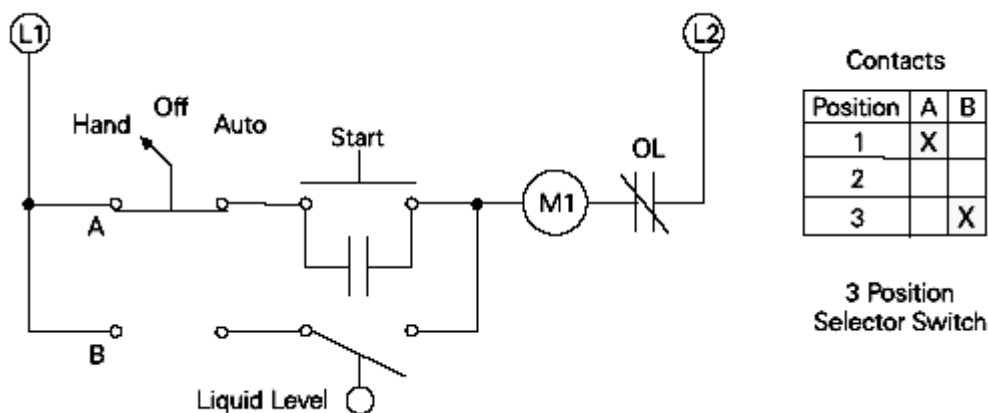 L1
L2
Hand
Off
Auto
Start
OL
A
M1
B
Liquid Level
Contacts
Position A B
1 X
2
3 X
3 Position
Selector Switch